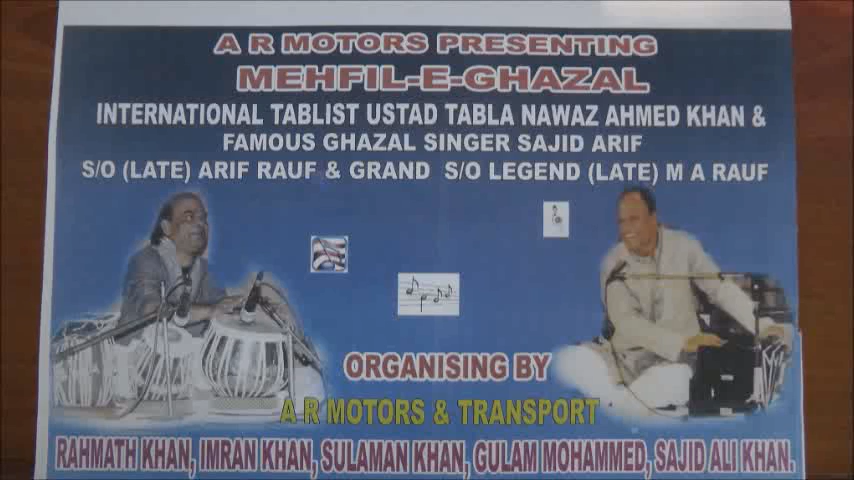 A R MOTORS PRESENTING
MEHFIL-E-GHAZAL
INTERNATIONAL TABLIST USTAD TABLA NAWAZ AHMED KHAN &
FAMOUS GHAZAL SINGER SAJID ARIF
S/O (LATE) ARIF RAUF & GRAND S/O LEGEND (LATE) M A RAUF
ORGANISING BY
A R MOTORS & TRANSPORT
RAHMATH KHAN, IMRAN KHAN, SULAMAN KHAN, GULAM MOHAMMED, SAJID ALI KHAN.